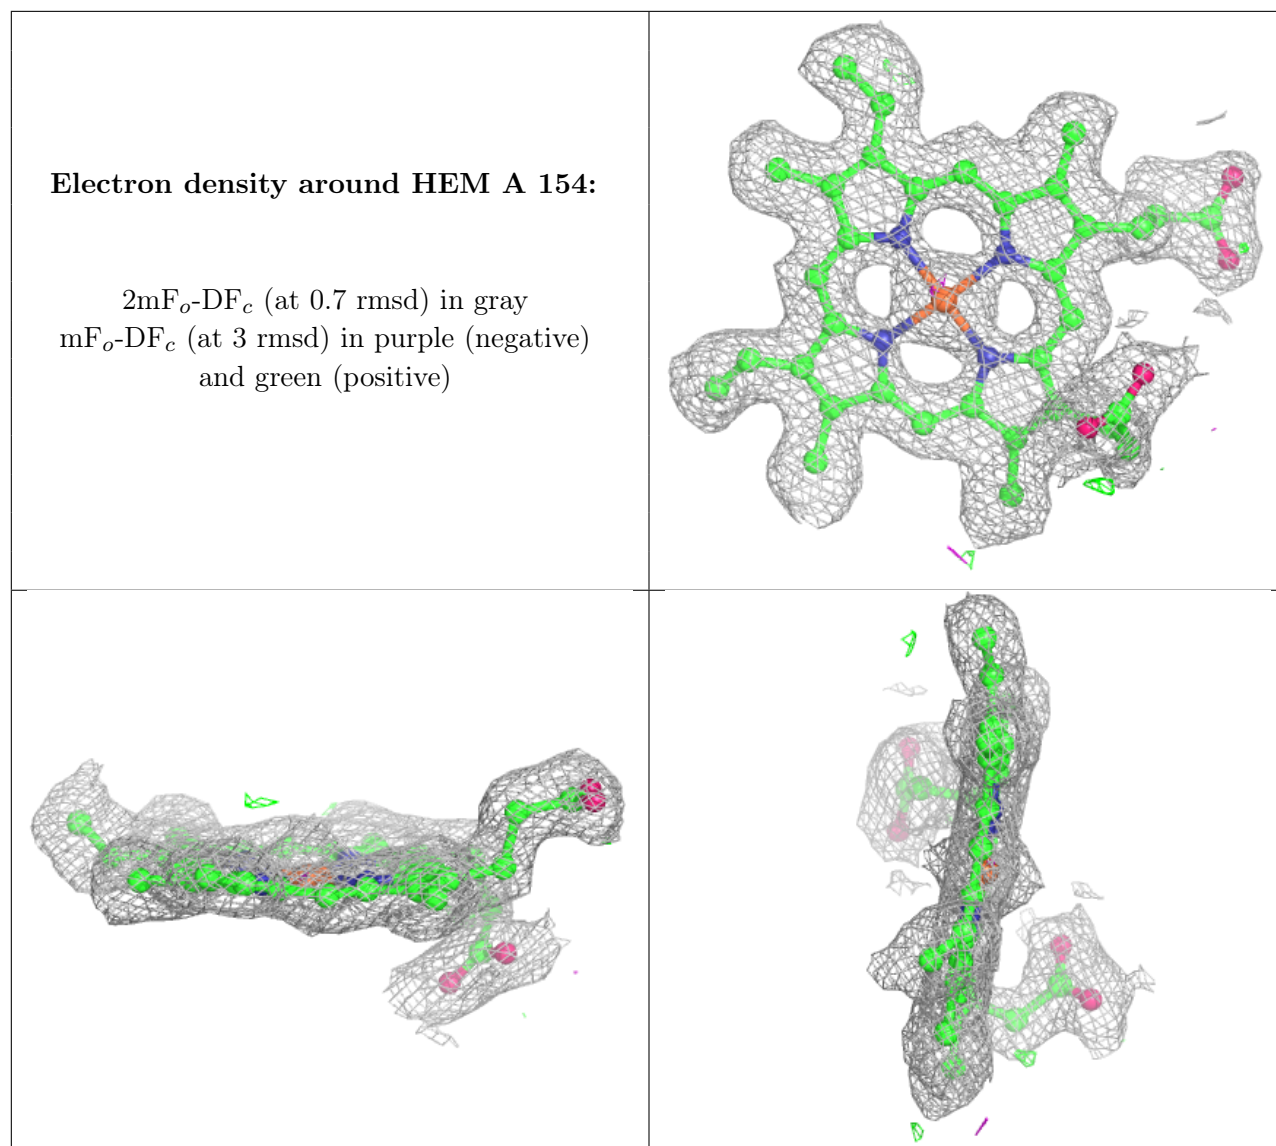 Electron density around HEM A 154:
2mFₒ-DF𝒸 (at 0.7 rmsd) in gray
mFₒ-DF𝒸 (at 3 rmsd) in purple (negative)
and green (positive)